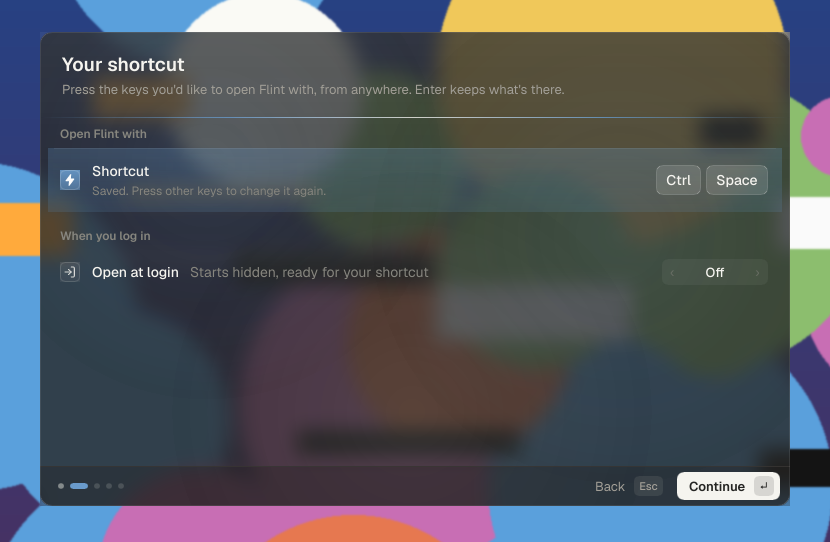 Your shortcut
Press the keys you'd like to open Flint with, from anywhere. Enter keeps what's there.
Open Flint with
Shortcut
Saved. Press other keys to change it again.
Ctrl Space
When you log in
Open at login Starts hidden, ready for your shortcut
‹ Off ›
Back Esc Continue ↵